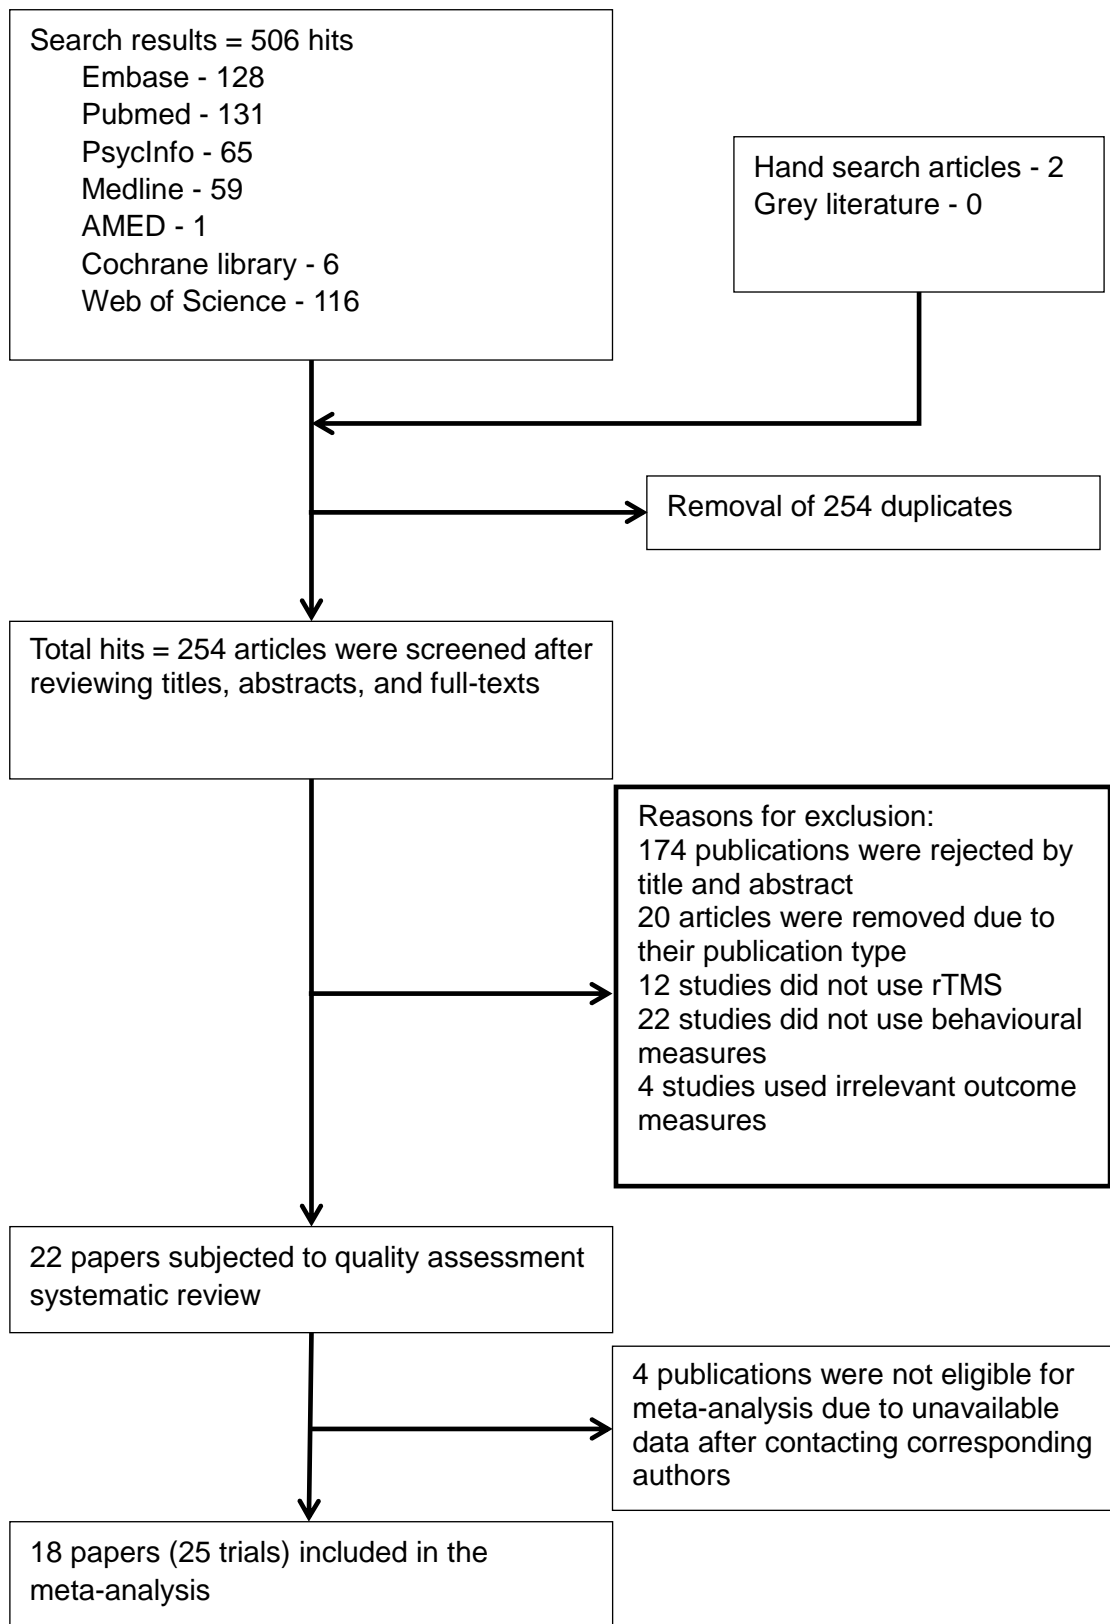 Search results = 506 hits
Embase - 128
Pubmed - 131
PsycInfo - 65
Medline - 59
AMED - 1
Cochrane library - 6
Web of Science - 116
Hand search articles - 2
Grey literature - 0
Removal of 254 duplicates
Total hits = 254 articles were screened after
reviewing titles, abstracts, and full-texts
Reasons for exclusion:
174 publications were rejected by
title and abstract
20 articles were removed due to
their publication type
12 studies did not use rTMS
22 studies did not use behavioural
measures
4 studies used irrelevant outcome
measures
22 papers subjected to quality assessment
systematic review
4 publications were not eligible for
meta-analysis due to unavailable
data after contacting corresponding
authors
18 papers (25 trials) included in the
meta-analysis